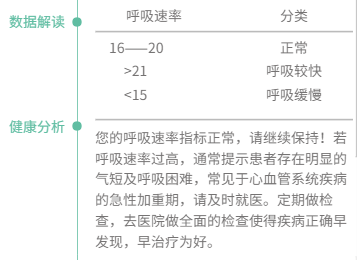 数据解读
呼吸速率 分类
16——20 正常
>21 呼吸较快
<15 呼吸缓慢
健康分析
您的呼吸速率指标正常，请继续保持！若
呼吸速率过高，通常提示患者存在明显的
气短及呼吸困难，常见于心血管系统疾病
的急性加重期，请及时就医。定期做检
查，去医院做全面的检查使得疾病正确早
发现，早治疗为好。